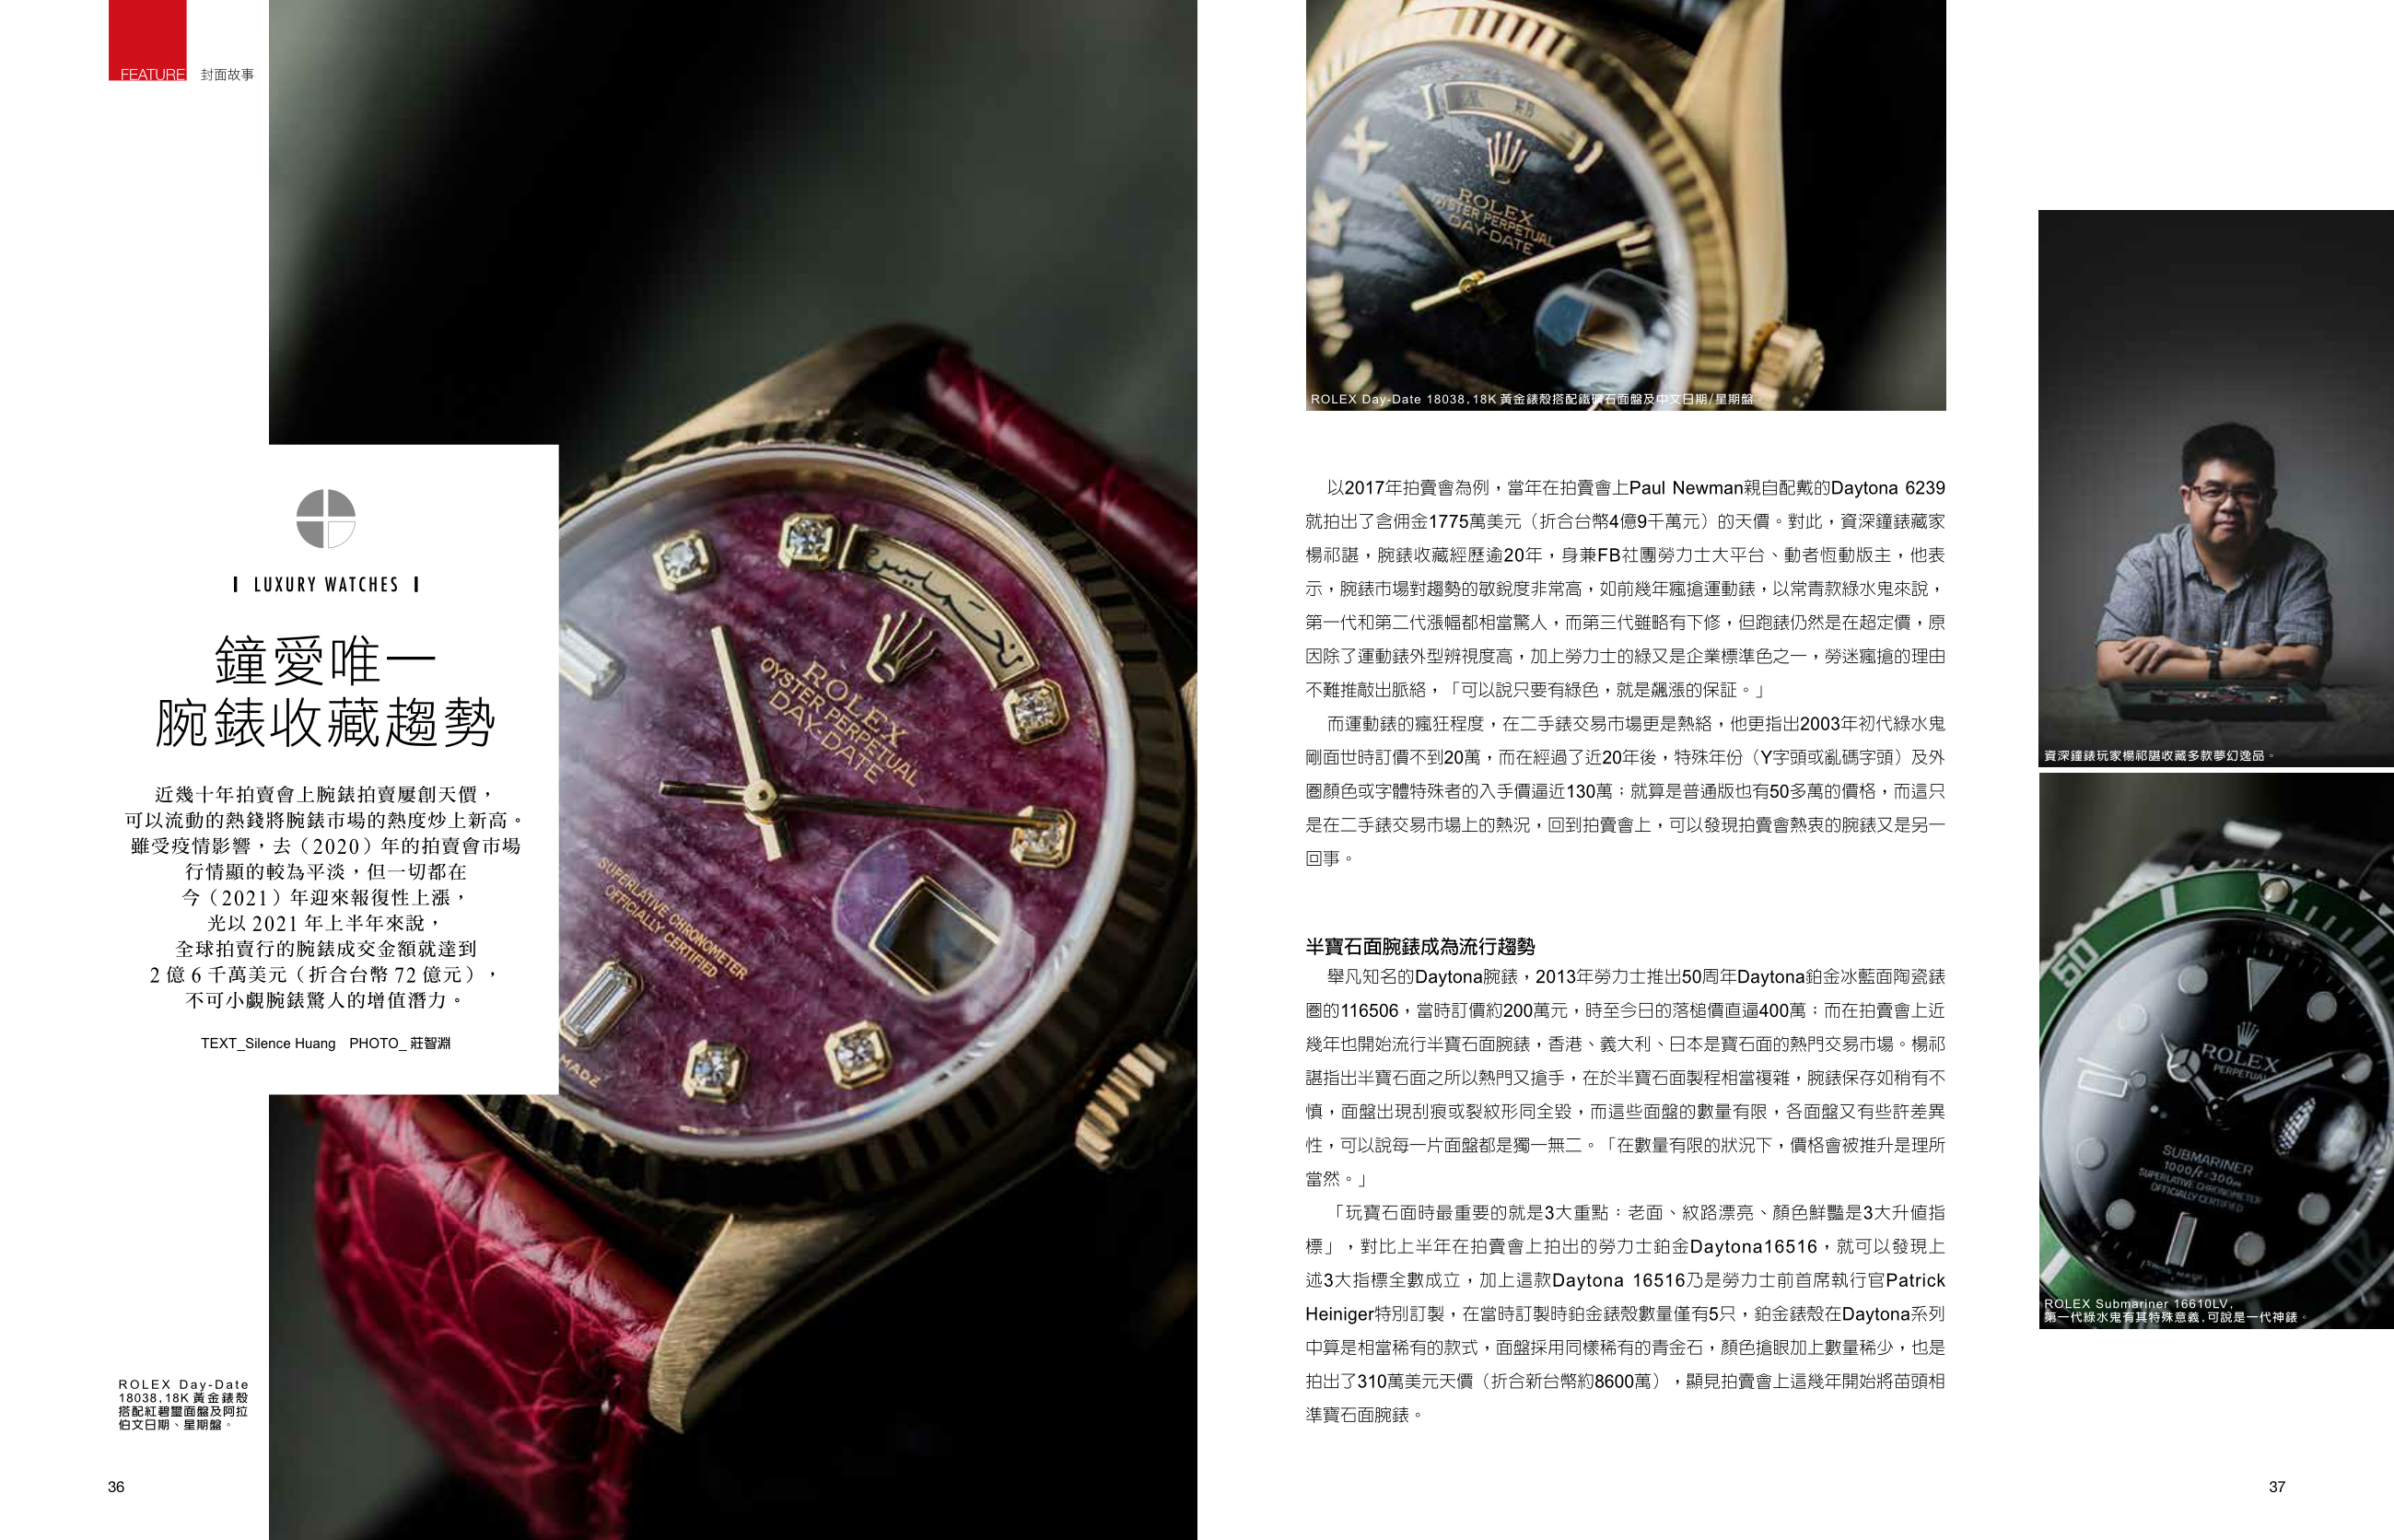 FEATURE 封面故事
LUXURY WATCHES
鐘愛唯一
腕錶收藏趨勢
近幾十年拍賣會上腕錶拍賣屢創天價，
可以流動的熱錢將腕錶市場的熱度炒上新高。
雖受疫情影響，去（2020）年的拍賣會市場
行情顯的較為平淡，但一切都在
今（2021）年迎來報復性上漲，
光以 2021 年上半年來說，
全球拍賣行的腕錶成交金額就達到
2 億 6 千萬美元（折合台幣 72 億元），
不可小覷腕錶驚人的增值潛力。
TEXT_Silence Huang PHOTO_ 莊智淵
ROLEX
OYSTER PERPETUAL
DAY-DATE
SUPERLATIVE CHRONOMETER
OFFICIALLY CERTIFIED
MADE
ROLEX Day-Date
18038,18K 黃金錶殼
搭配紅碧璽面盤及阿拉
伯文日期、星期盤。
36
ROLEX
OYSTER PERPETUAL
DAY-DATE
ROLEX Day-Date 18038,18K 黃金錶殼搭配鐵礦石面盤及中文日期/星期盤
以2017年拍賣會為例，當年在拍賣會上Paul Newman親自配戴的Daytona 6239
就拍出了含佣金1775萬美元（折合台幣4億9千萬元）的天價。對此，資深鐘錶藏家
楊祁諶，腕錶收藏經歷逾20年，身兼FB社團勞力士大平台、動者恆動版主，他表
示，腕錶市場對趨勢的敏銳度非常高，如前幾年瘋搶運動錶，以常青款綠水鬼來說，
第一代和第二代漲幅都相當驚人，而第三代雖略有下修，但跑錶仍然是在超定價，原
因除了運動錶外型辨視度高，加上勞力士的綠又是企業標準色之一，勞迷瘋搶的理由
不難推敲出脈絡，「可以說只要有綠色，就是飆漲的保証。」
而運動錶的瘋狂程度，在二手錶交易市場更是熱絡，他更指出2003年初代綠水鬼
剛面世時訂價不到20萬，而在經過了近20年後，特殊年份（Y字頭或亂碼字頭）及外
圈顏色或字體特殊者的入手價逼近130萬；就算是普通版也有50多萬的價格，而這只
是在二手錶交易市場上的熱況，回到拍賣會上，可以發現拍賣會熱衷的腕錶又是另一
回事。
半寶石面腕錶成為流行趨勢
舉凡知名的Daytona腕錶，2013年勞力士推出50周年Daytona鉑金冰藍面陶瓷錶
圈的116506，當時訂價約200萬元，時至今日的落槌價直逼400萬；而在拍賣會上近
幾年也開始流行半寶石面腕錶，香港、義大利、日本是寶石面的熱門交易市場。楊祁
諶指出半寶石面之所以熱門又搶手，在於半寶石面製程相當複雜，腕錶保存如稍有不
慎，面盤出現刮痕或裂紋形同全毀，而這些面盤的數量有限，各面盤又有些許差異
性，可以說每一片面盤都是獨一無二。「在數量有限的狀況下，價格會被推升是理所
當然。」
「玩寶石面時最重要的就是3大重點：老面、紋路漂亮、顏色鮮豔是3大升值指
標」，對比上半年在拍賣會上拍出的勞力士鉑金Daytona16516，就可以發現上
述3大指標全數成立，加上這款Daytona 16516乃是勞力士前首席執行官Patrick
Heiniger特別訂製，在當時訂製時鉑金錶殼數量僅有5只，鉑金錶殼在Daytona系列
中算是相當稀有的款式，面盤採用同樣稀有的青金石，顏色搶眼加上數量稀少，也是
拍出了310萬美元天價（折合新台幣約8600萬），顯見拍賣會上這幾年開始將苗頭相
準寶石面腕錶。
資深鐘錶玩家楊祁諶收藏多款夢幻逸品。
50
ROLEX
PERPETUAL
SUBMARINER
1000ft=300m
SUPERLATIVE CHRONOMETER
OFFICIALLY CERTIFIED
ROLEX Submariner 16610LV,
第一代綠水鬼有其特殊意義,可說是一代神錶。
37